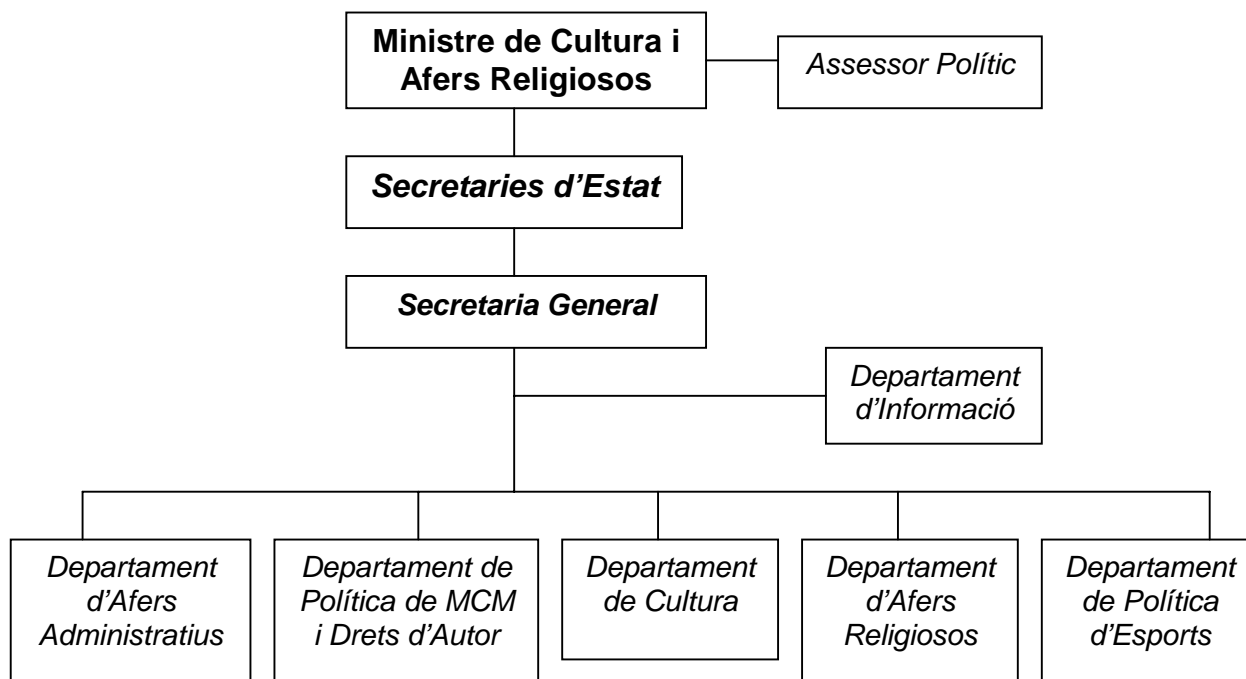 Ministre de Cultura i
Afers Religiosos
Assessor Polític
Secretaries d’Estat
Secretaria General
Departament
d’Informació
Departament
d’Afers
Administratius
Departament de
Política de MCM
i Drets d’Autor
Departament
de Cultura
Departament
d’Afers
Religiosos
Departament
de Política
d’Esports